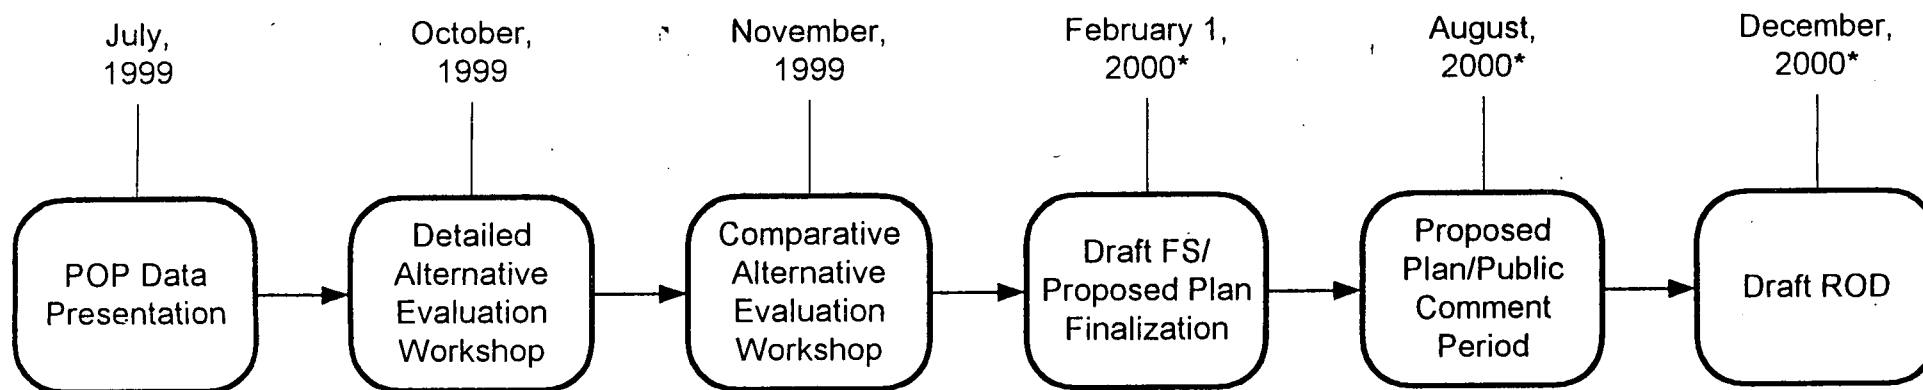 July,
1999
October,
1999
November,
1999
February 1,
2000*
August,
2000*
December,
2000*
POP Data
Presentation
Detailed
Alternative
Evaluation
Workshop
Comparative
Alternative
Evaluation
Workshop
Draft FS/
Proposed Plan
Finalization
Proposed
Plan/Public
Comment
Period
Draft ROD